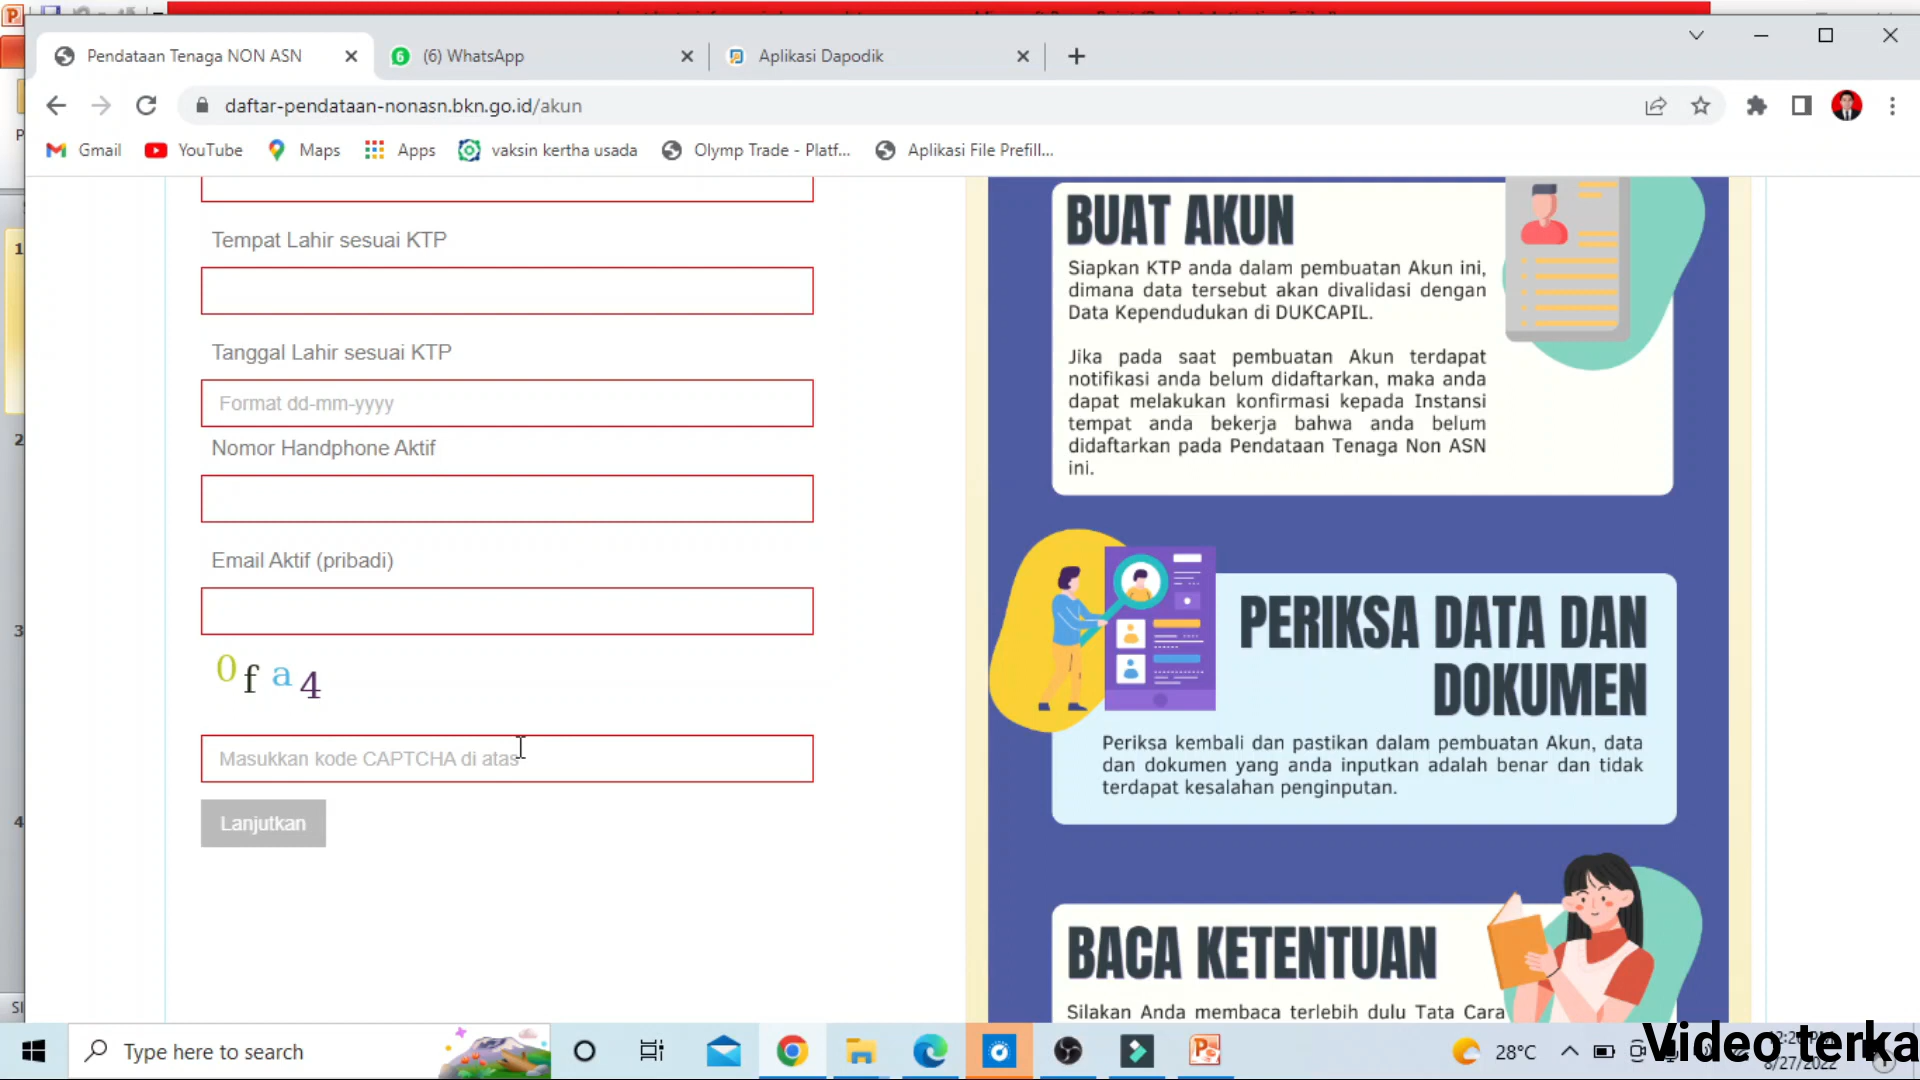 Pendataan Tenaga NON ASN
(6) WhatsApp
Aplikasi Dapodik
daftar-pendataan-nonasn.bkn.go.id/akun
Gmail
YouTube
Maps
Apps
vaksin kertha usada
Olymp Trade - Platf...
Aplikasi File Prefill...
1
2
3
4
Tempat Lahir sesuai KTP
Tanggal Lahir sesuai KTP
Format dd-mm-yyyy
Nomor Handphone Aktif
Email Aktif (pribadi)
0fa4
Masukkan kode CAPTCHA di atas
Lanjutkan
BUAT AKUN
Siapkan KTP anda dalam pembuatan Akun ini,
dimana data tersebut akan divalidasi dengan
Data Kependudukan di DUKCAPIL.
Jika pada saat pembuatan Akun terdapat
notifikasi anda belum didaftarkan, maka anda
dapat melakukan konfirmasi kepada Instansi
tempat anda bekerja bahwa anda belum
didaftarkan pada Pendataan Tenaga Non ASN
ini.
PERIKSA DATA DAN
DOKUMEN
Periksa kembali dan pastikan dalam pembuatan Akun, data
dan dokumen yang anda inputkan adalah benar dan tidak
terdapat kesalahan penginputan.
BACA KETENTUAN
Silakan Anda membaca terlebih dulu Tata Cara
Type here to search
28°C
8/27/2022
Video terka